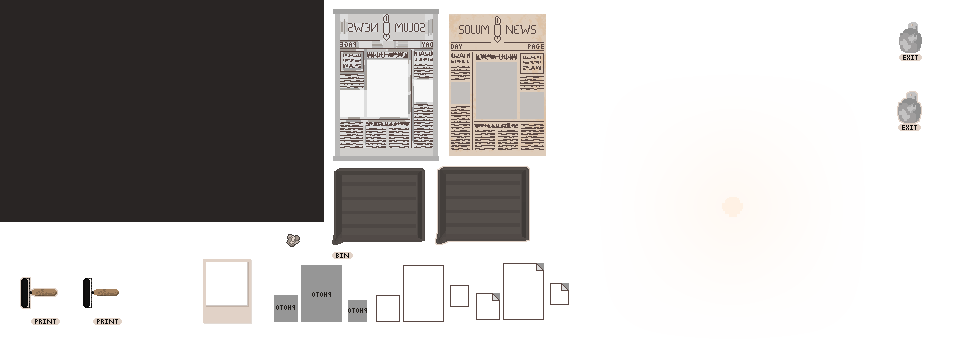 SOLUM NEWS
DAY PAGE
SOLUM NEWS
DAY PAGE
EXIT
EXIT
BIN
PRINT
PRINT
PHOTO
PHOTO
PHOTO